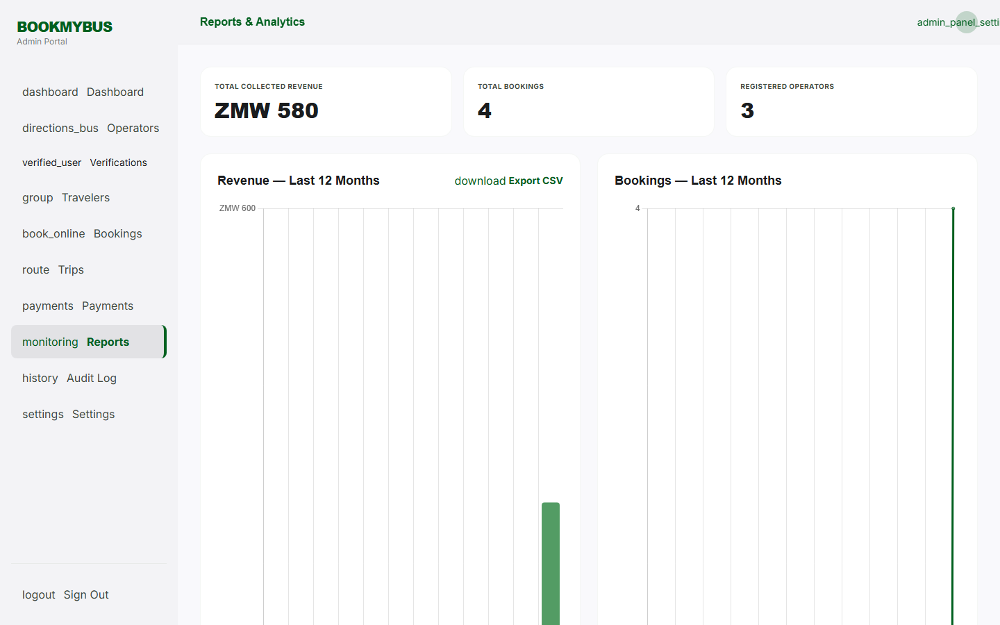 BOOKMYBUS
Admin Portal
dashboard Dashboard
directions_bus Operators
verified_user Verifications
group Travelers
book_online Bookings
route Trips
payments Payments
monitoring Reports
history Audit Log
settings Settings
logout Sign Out
Reports & Analytics
admin_panel_setti
TOTAL COLLECTED REVENUE
ZMW 580
TOTAL BOOKINGS
4
REGISTERED OPERATORS
3
Revenue — Last 12 Months
download Export CSV
ZMW 600
Bookings — Last 12 Months
4